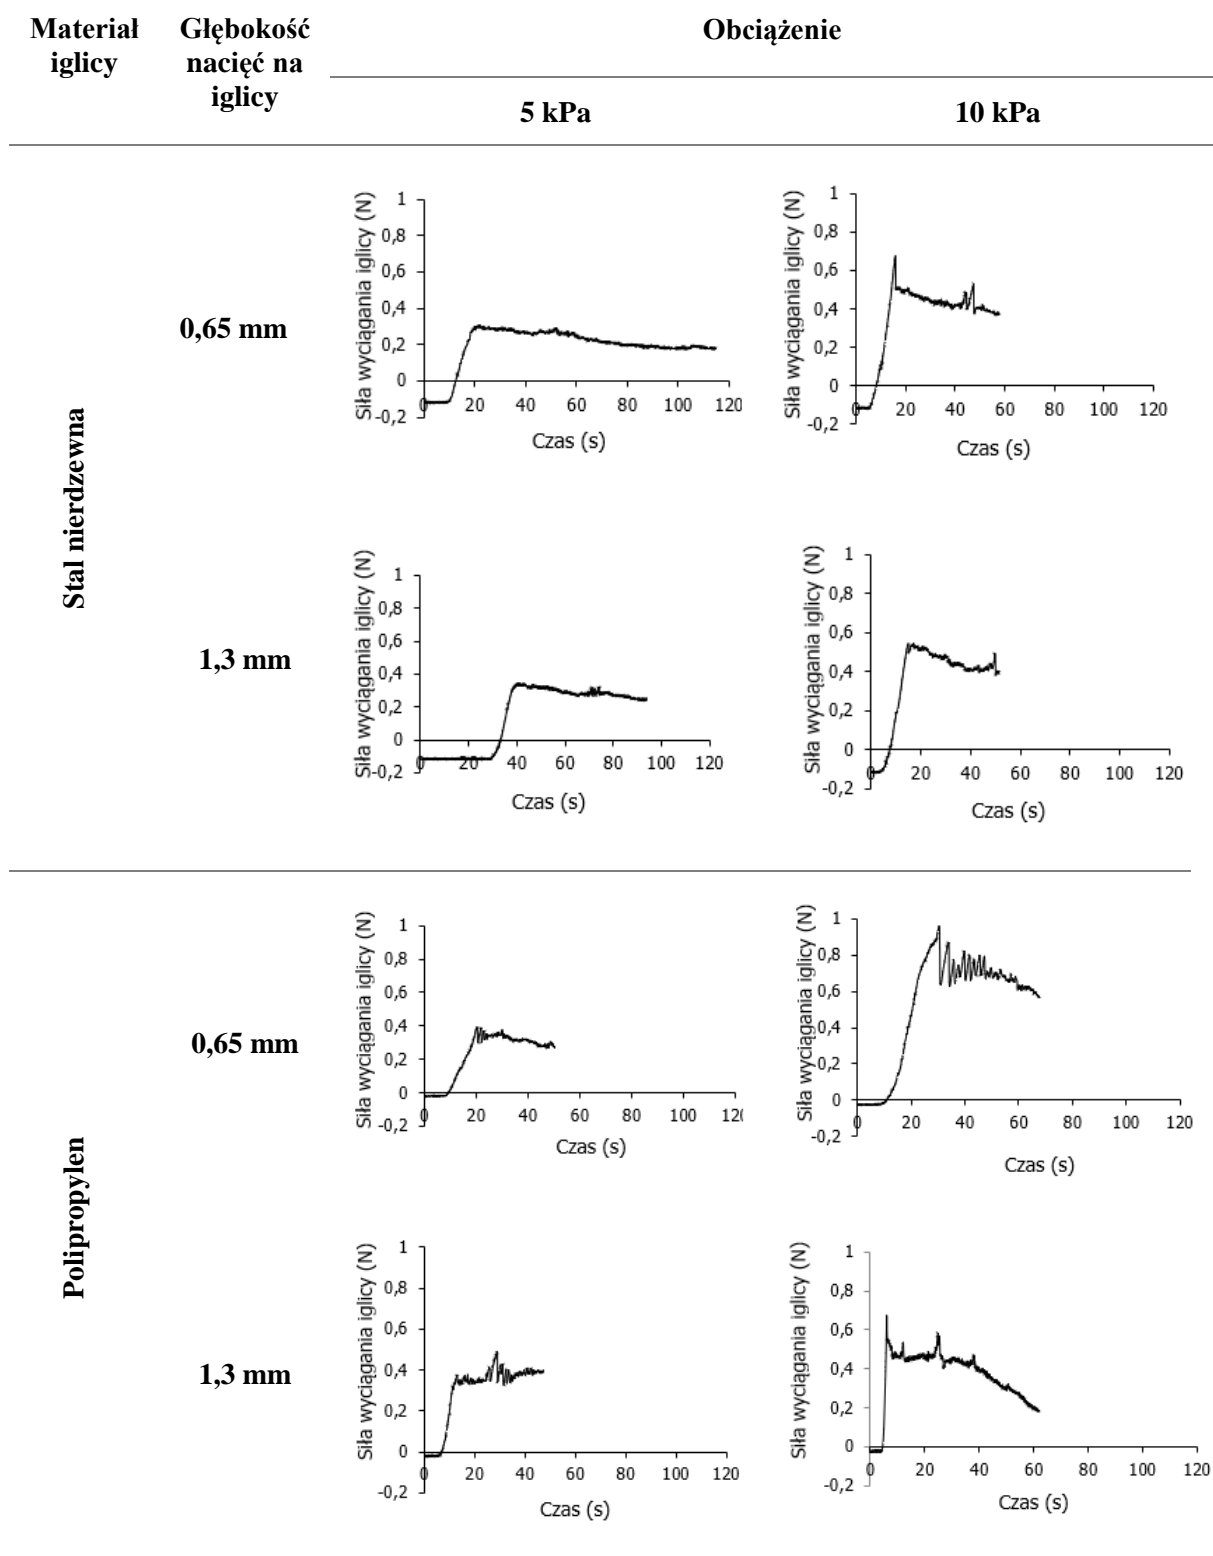 Materiał
iglicy
Głębokość
nacięć na
iglicy
Obciążenie
5 kPa
10 kPa
Stal nierdzewna
0,65 mm
Siła wyciągania iglicy (N)
1
0,8
0,6
0,4
0,2
0
-0,2
0 20 40 60 80 100 120
Czas (s)
Siła wyciągania iglicy (N)
1
0,8
0,6
0,4
0,2
0
-0,2
0 20 40 60 80 100 120
Czas (s)
1,3 mm
Siła wyciągania iglicy (N)
1
0,8
0,6
0,4
0,2
0
-0,2
0 20 40 60 80 100 120
Czas (s)
Siła wyciągania iglicy (N)
1
0,8
0,6
0,4
0,2
0
-0,2
0 20 40 60 80 100 120
Czas (s)
Polipropylen
0,65 mm
Siła wyciągania iglicy (N)
1
0,8
0,6
0,4
0,2
0
-0,2
0 20 40 60 80 100 120
Czas (s)
Siła wyciągania iglicy (N)
1
0,8
0,6
0,4
0,2
0
-0,2
0 20 40 60 80 100 120
Czas (s)
1,3 mm
Siła wyciągania iglicy (N)
1
0,8
0,6
0,4
0,2
0
-0,2
0 20 40 60 80 100 120
Czas (s)
Siła wyciągania iglicy (N)
1
0,8
0,6
0,4
0,2
0
-0,2
0 20 40 60 80 100 120
Czas (s)